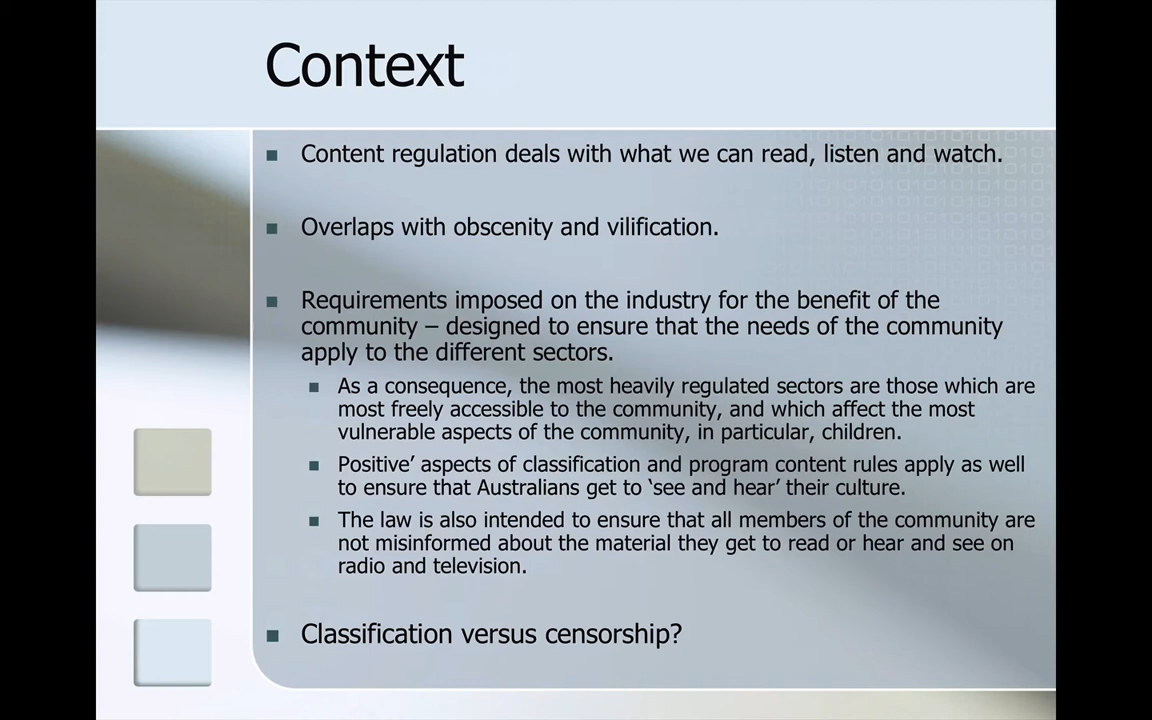 Context
■ Content regulation deals with what we can read, listen and watch.
■ Overlaps with obscenity and vilification.
■ Requirements imposed on the industry for the benefit of the
community – designed to ensure that the needs of the community
apply to the different sectors.
■ As a consequence, the most heavily regulated sectors are those which are
most freely accessible to the community, and which affect the most
vulnerable aspects of the community, in particular, children.
■ Positive’ aspects of classification and program content rules apply as well
to ensure that Australians get to ‘see and hear’ their culture.
■ The law is also intended to ensure that all members of the community are
not misinformed about the material they get to read or hear and see on
radio and television.
■ Classification versus censorship?